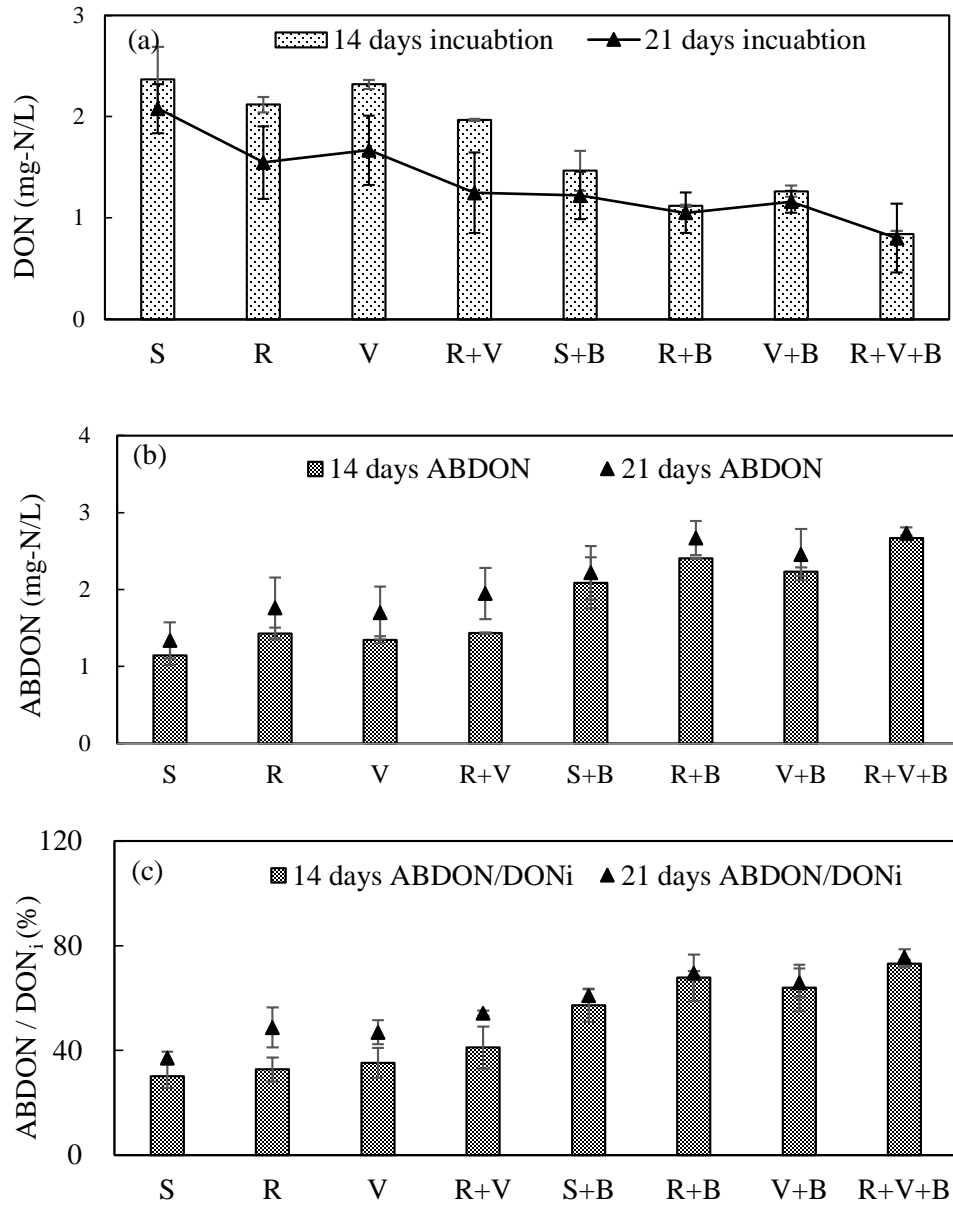 (a)
14 days incuabtion
21 days incuabtion
3
2
1
0
DON (mg-N/L)
S R V R+V S+B R+B V+B R+V+B
(b)
14 days ABDON
21 days ABDON
4
3
2
1
0
ABDON (mg-N/L)
S R V R+V S+B R+B V+B R+V+B
(c)
14 days ABDON/DONi
21 days ABDON/DONi
120
80
40
0
ABDON / DONi (%)
S R V R+V S+B R+B V+B R+V+B